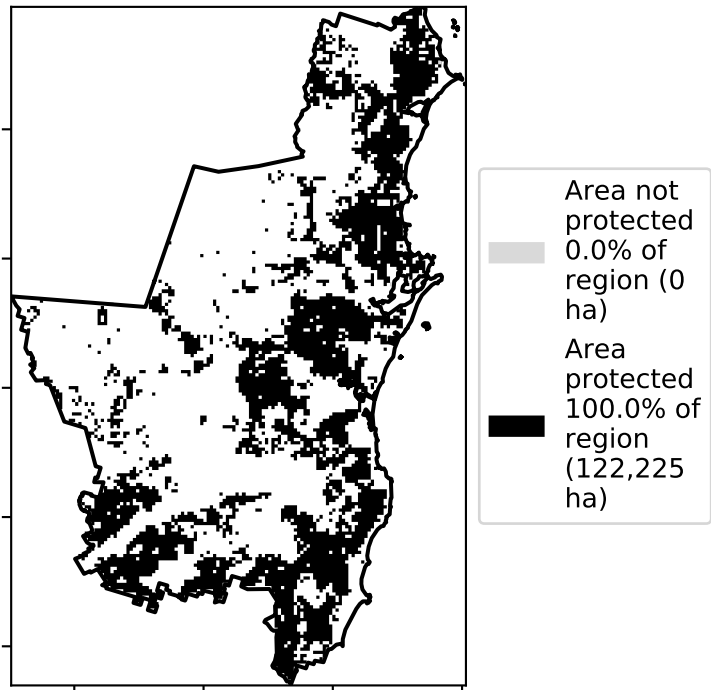 Area not
protected
0.0% of
region (0
ha)
Area
protected
100.0% of
region
(122,225
ha)